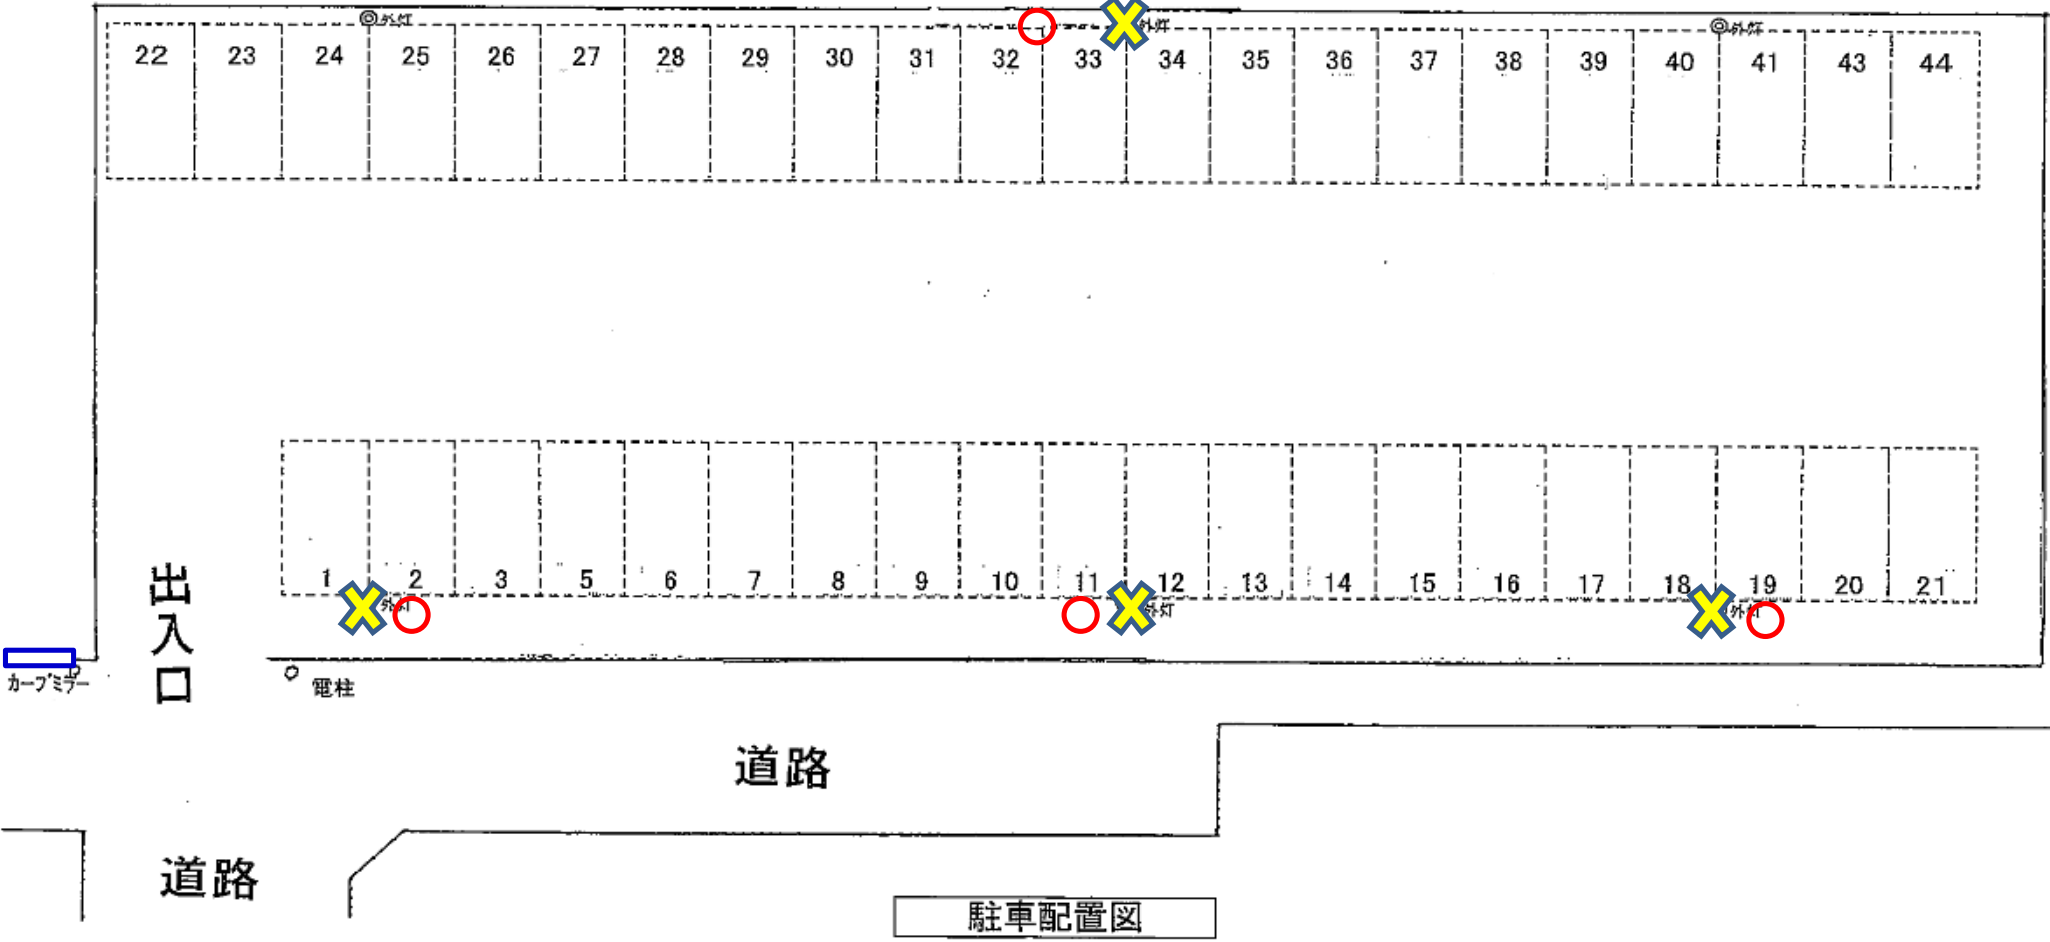 外灯 外灯 外灯
22 23 24 25 26 27 28 29 30 31 32 33 34 35 36 37 38 39 40 41 43 44
1 2 3 5 6 7 8 9 10 11 12 13 14 15 16 17 18 19 20 21
外灯 外灯 外灯
出入口
カーブミラー
電柱
道路
道路
駐車配置図